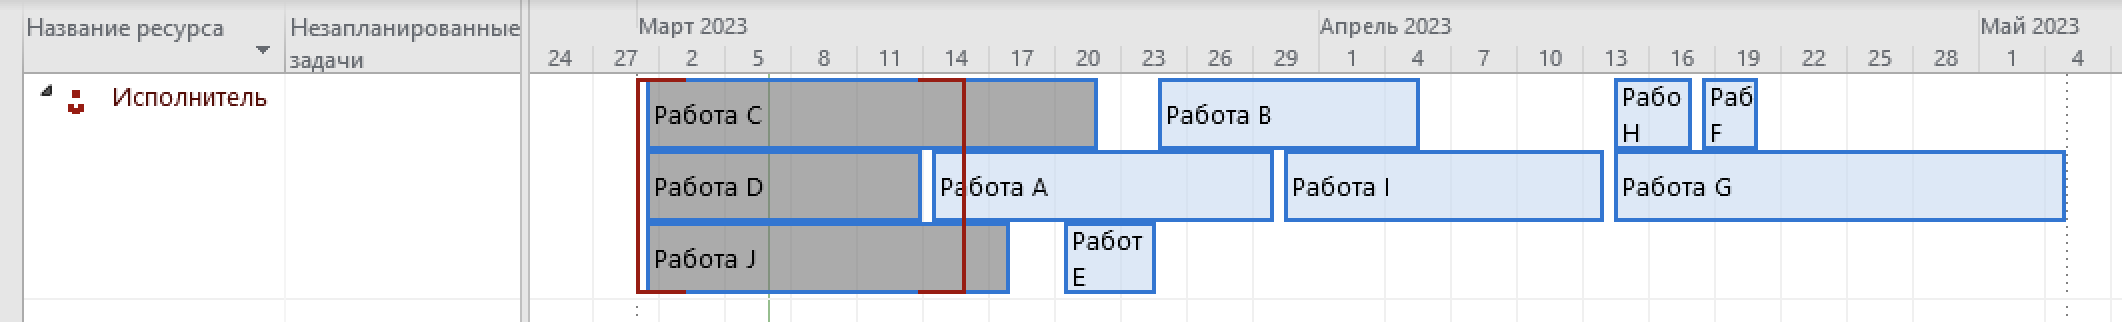 Название ресурса
Незапланированные
задачи
Март 2023
Апрель 2023
Май 2023
24 27 2 5 8 11 14 17 20 23 26 29 1 4 7 10 13 16 19 22 25 28 1 4
Исполнитель
Работа C
Работа B
Рабо
H
Раб
F
Работа D
Работа A
Работа I
Работа G
Работа J
Работ
E